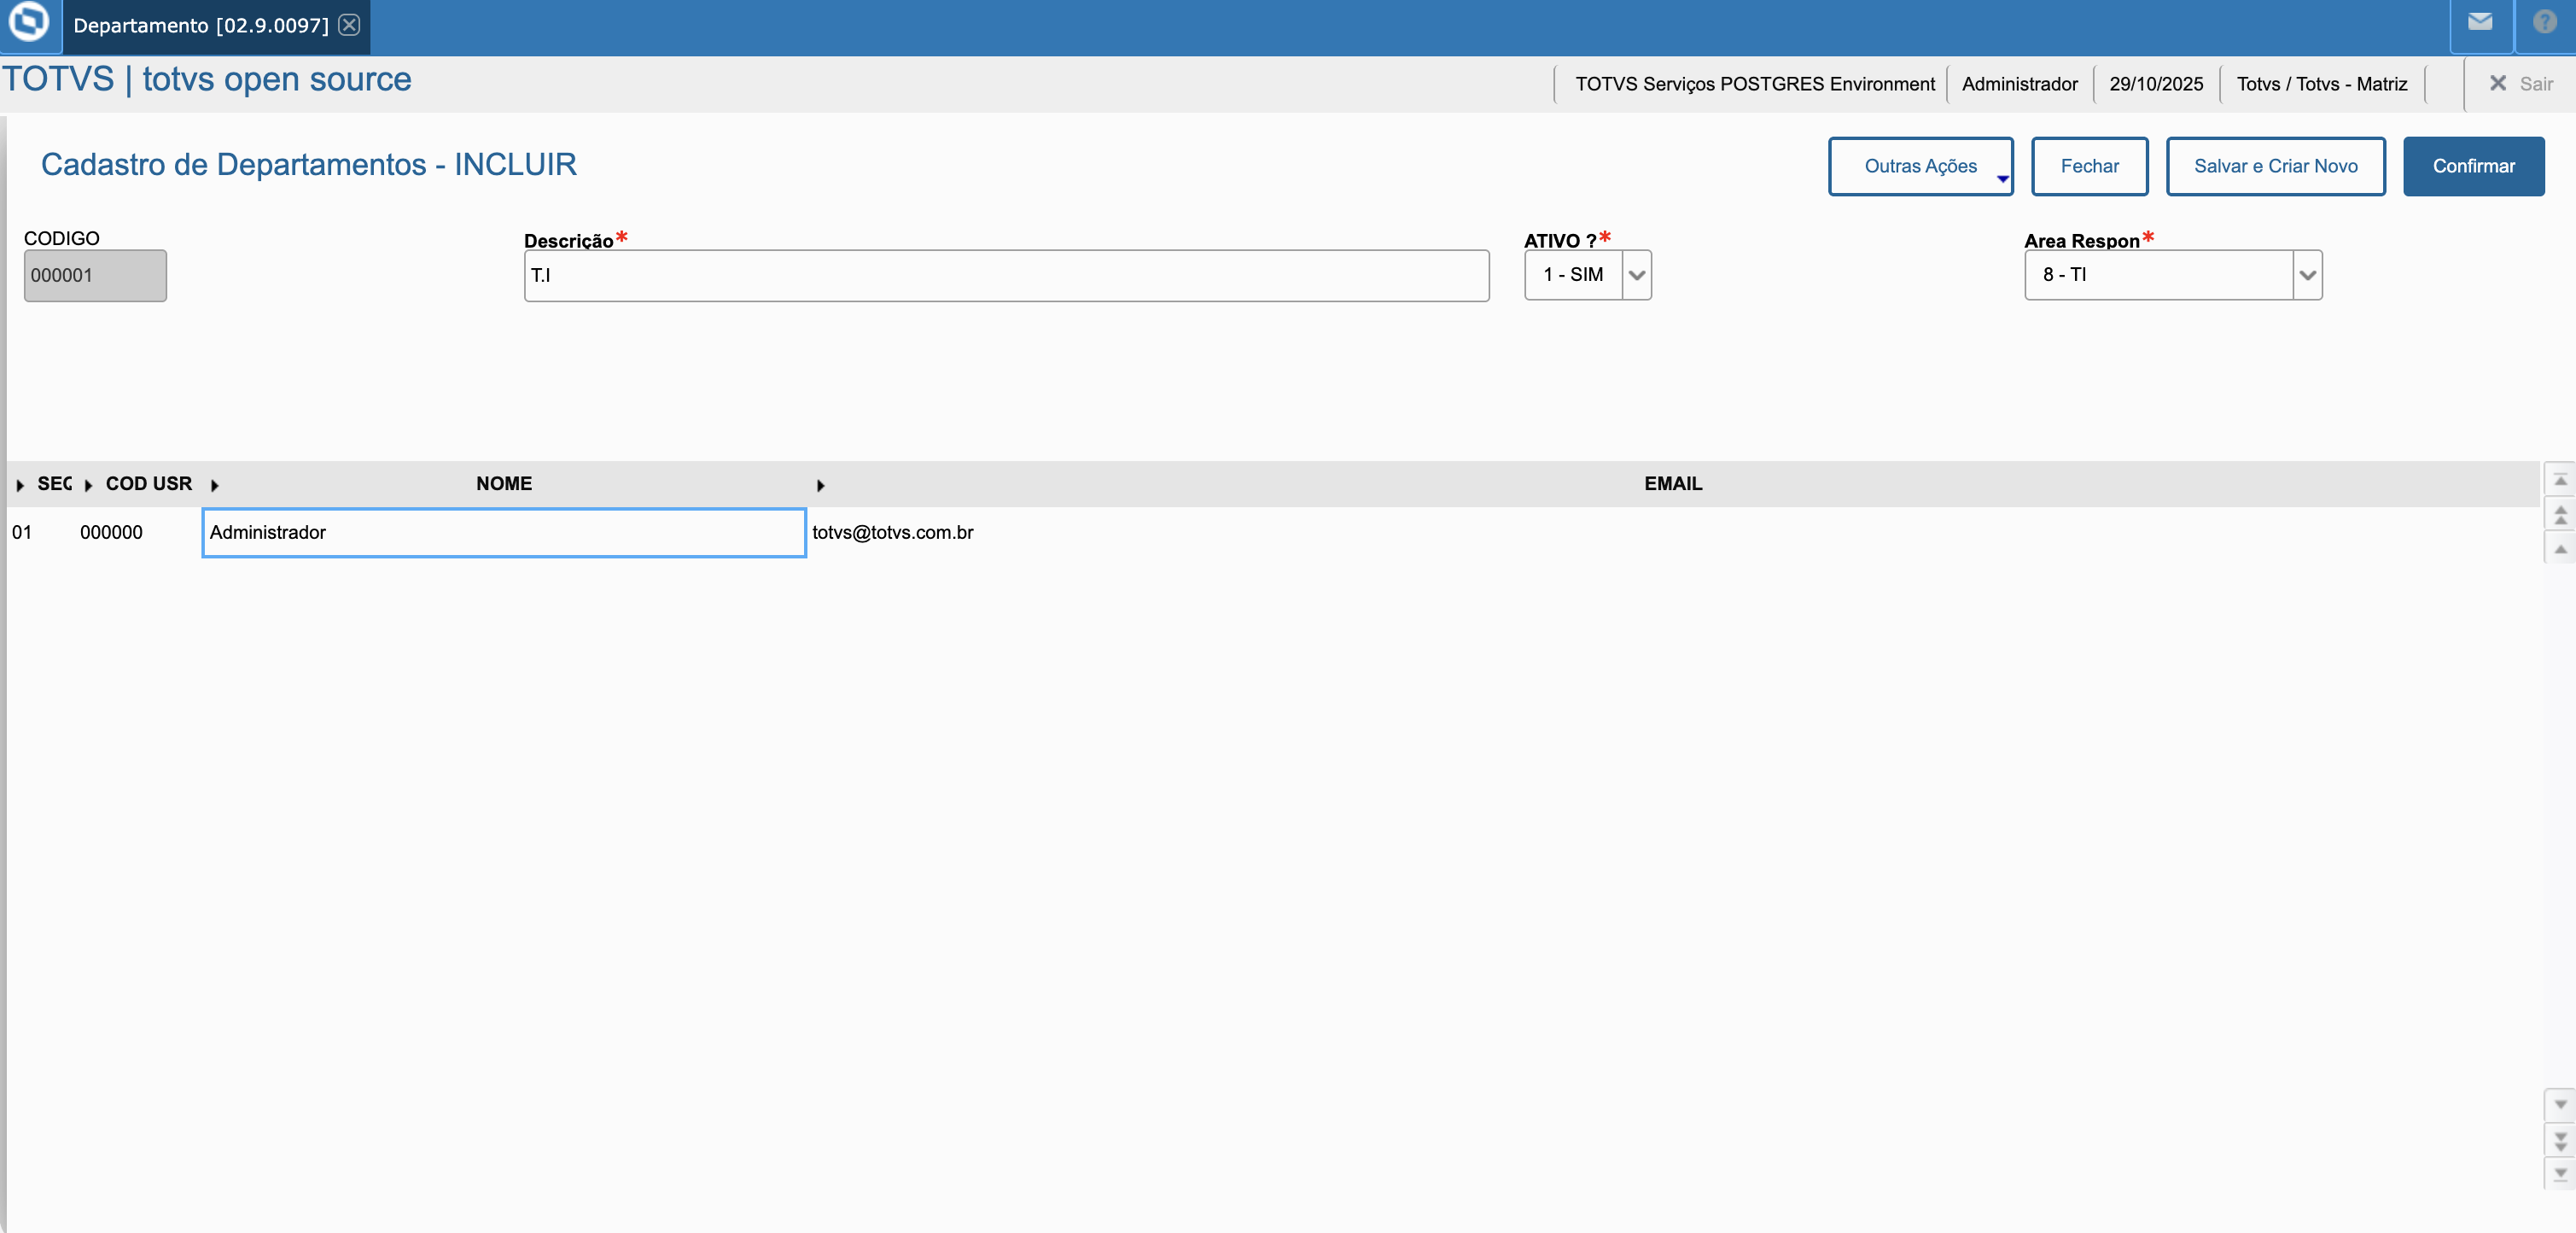 Departamento [02.9.0097]
TOTVS | totvs open source
TOTVS Serviços POSTGRES Environment
Administrador
29/10/2025
Totvs / Totvs - Matriz
Sair
Cadastro de Departamentos - INCLUIR
Outras Ações
Fechar
Salvar e Criar Novo
Confirmar
CODIGO
Descrição*
ATIVO ?*
Area Respon*
000001
T.I
1 - SIM
8 - TI
SEQ
COD USR
NOME
EMAIL
01
000000
Administrador
totvs@totvs.com.br